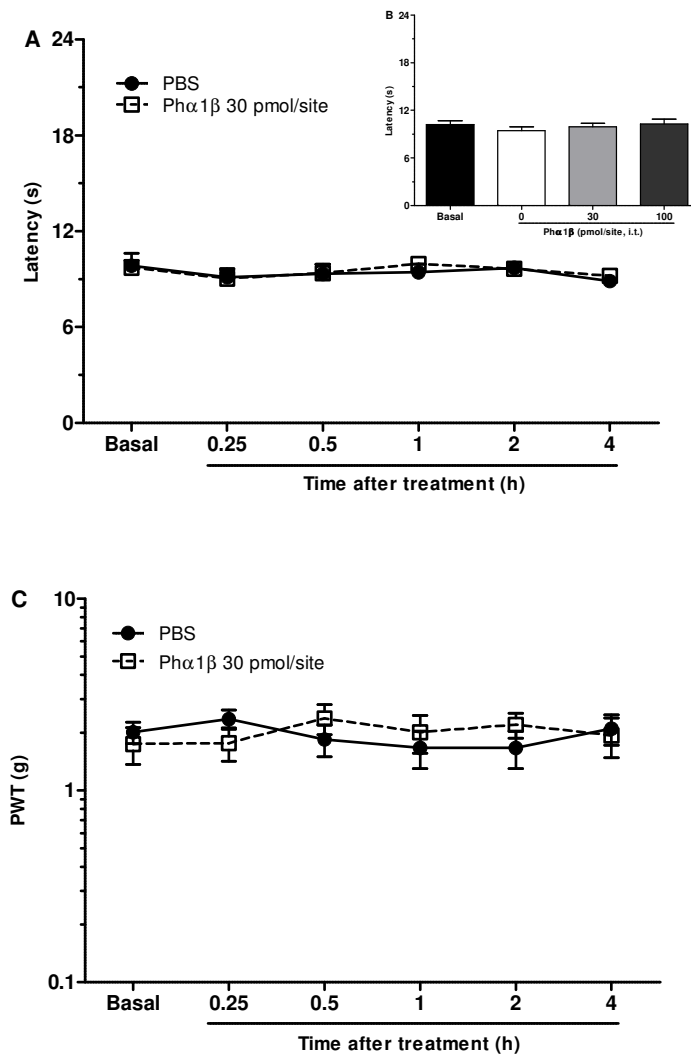 A
24
18
12
6
0
Latency (s)
PBS
Phα1β 30 pmol/site
Basal 0.25 0.5 1 2 4
Time after treatment (h)
B
24
18
12
6
0
Latency (s)
Basal 0 30 100
Phα1β (pmol/site, i.t.)
C
10
1
0.1
PWT (g)
PBS
Phα1β 30 pmol/site
Basal 0.25 0.5 1 2 4
Time after treatment (h)